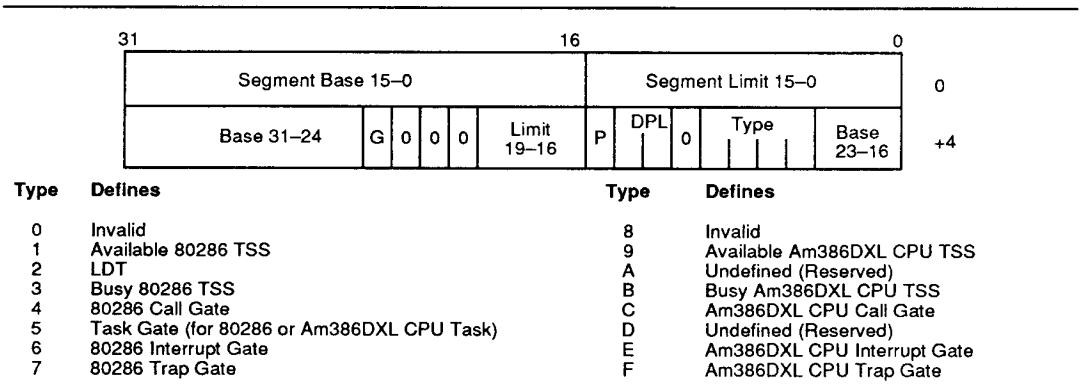 31 16 0
Segment Base 15–0 Segment Limit 15–0 0
Base 31–24 G 0 0 0 Limit 19–16 P DPL 0 Type Base 23–16 +4
Type Defines
0 Invalid
1 Available 80286 TSS
2 LDT
3 Busy 80286 TSS
4 80286 Call Gate
5 Task Gate (for 80286 or Am386DXL CPU Task)
6 80286 Interrupt Gate
7 80286 Trap Gate
Type Defines
8 Invalid
9 Available Am386DXL CPU TSS
A Undefined (Reserved)
B Busy Am386DXL CPU TSS
C Am386DXL CPU Call Gate
D Undefined (Reserved)
E Am386DXL CPU Interrupt Gate
F Am386DXL CPU Trap Gate